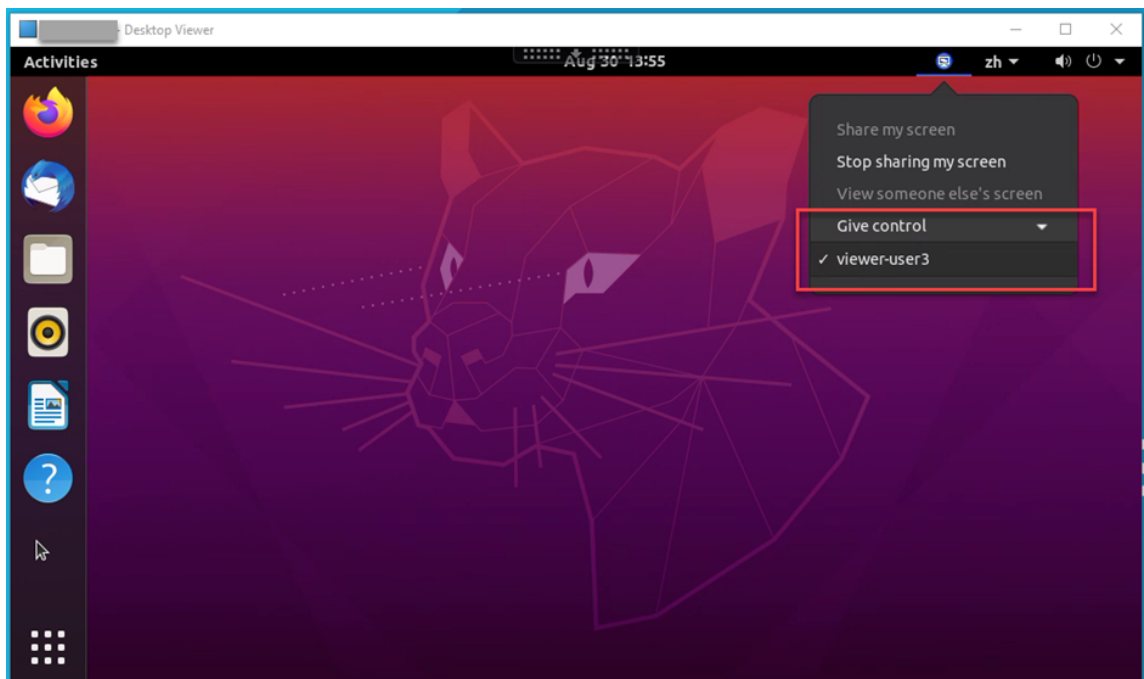 - Desktop Viewer
Activities
Aug 30 13:55
zh
Share my screen
Stop sharing my screen
View someone else's screen
Give control
✓ viewer-user3